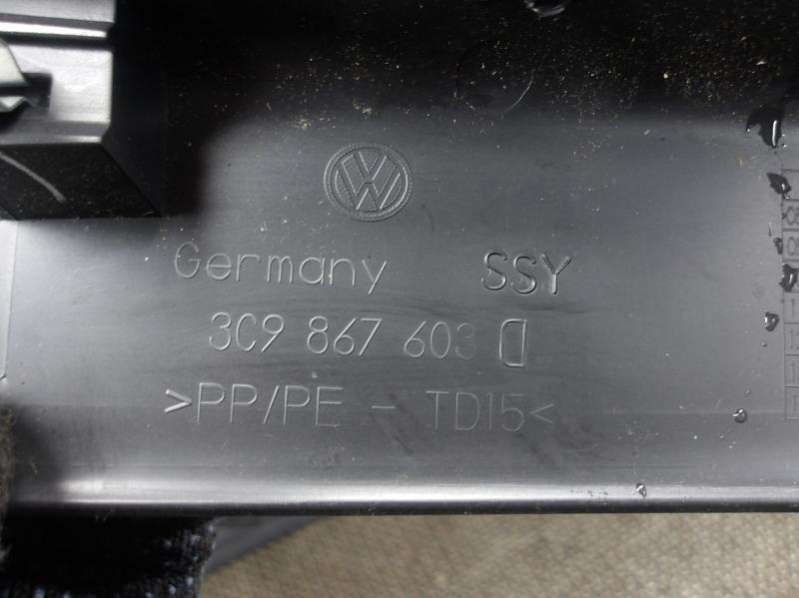 Germany SSY
3C9 867 603 D
>PP/PE - TD15<